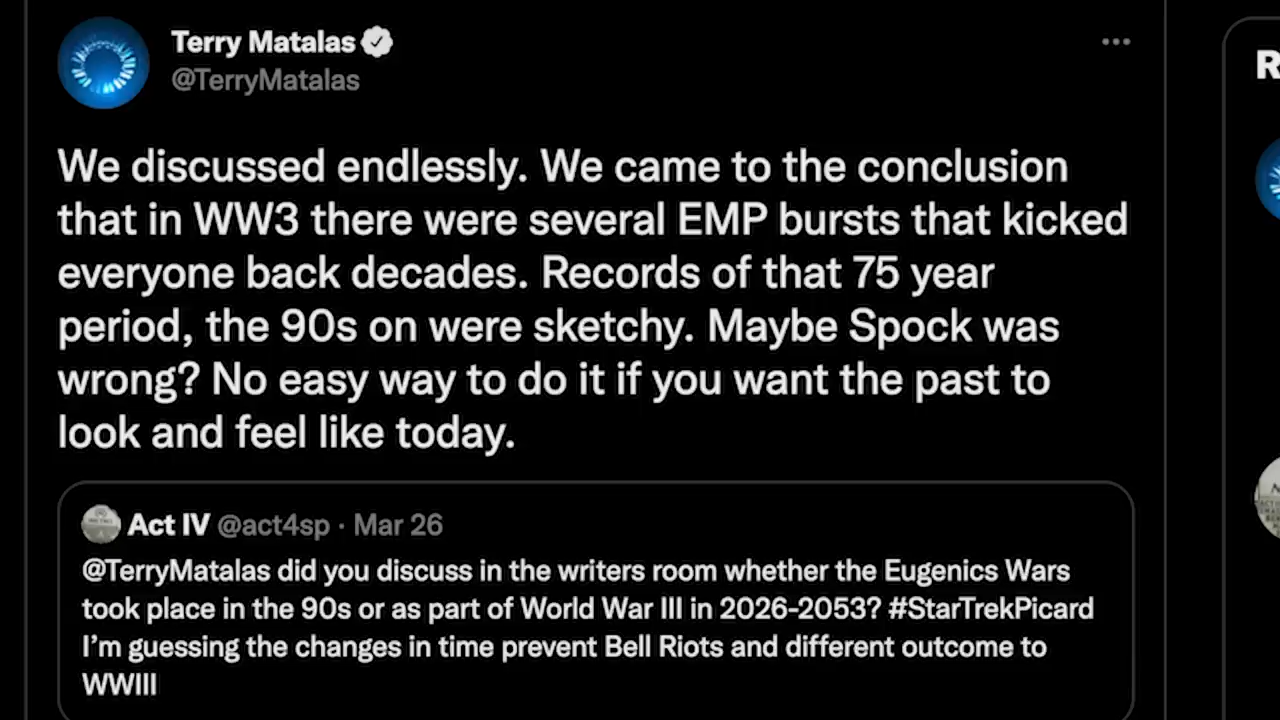 Terry Matalas
@TerryMatalas
We discussed endlessly. We came to the conclusion
that in WW3 there were several EMP bursts that kicked
everyone back decades. Records of that 75 year
period, the 90s on were sketchy. Maybe Spock was
wrong? No easy way to do it if you want the past to
look and feel like today.
Act IV @act4sp · Mar 26
@TerryMatalas did you discuss in the writers room whether the Eugenics Wars
took place in the 90s or as part of World War III in 2026-2053? #StarTrekPicard
I’m guessing the changes in time prevent Bell Riots and different outcome to
WWIII
R